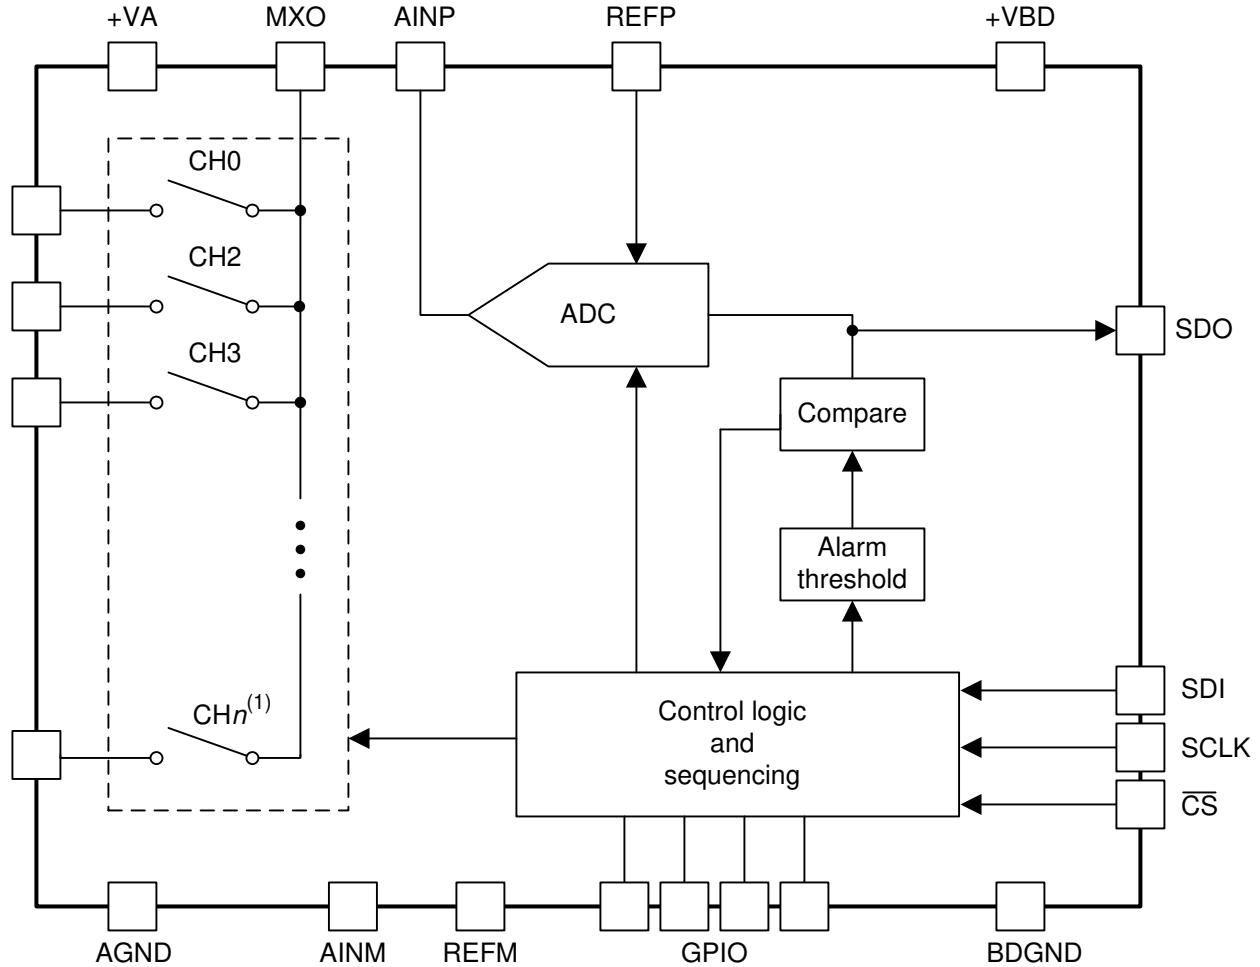 +VA
MXO
AINP
REFP
+VBD
CH0
CH2
CH3
CHn(1)
ADC
SDO
Compare
Alarm
threshold
Control logic
and
sequencing
SDI
SCLK
CS
AGND
AINM
REFM
GPIO
BDGND